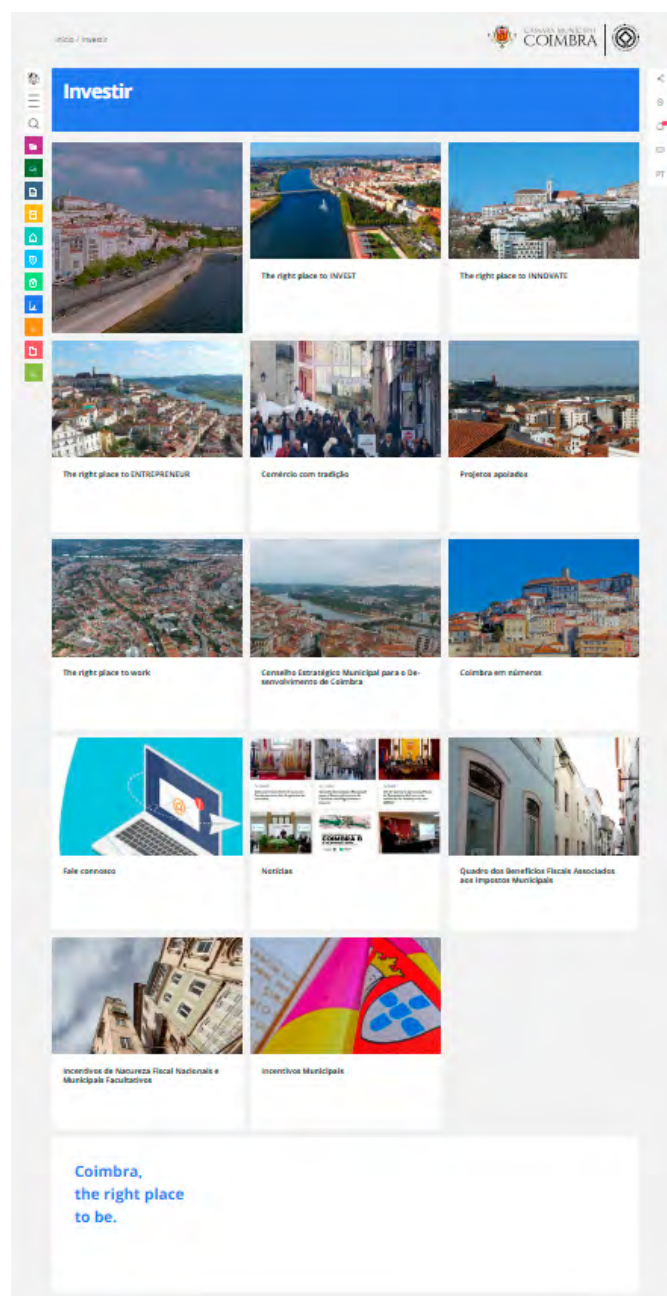 Início / Investir
CÂMARA MUNICIPAL
COIMBRA
Investir
PT
The right place to INVEST
The right place to INNOVATE
The right place to ENTREPRENEUR
Comércio com tradição
Projetos apoiados
The right place to work
Conselho Estratégico Municipal para o De-
senvolvimento de Coimbra
Coimbra em números
Fale connosco
Notícias
Quadro dos Benefícios Fiscais Associados
aos Impostos Municipais
Incentivos de Natureza Fiscal Nacionais e
Municipais Facultativos
Incentivos Municipais
Coimbra,
the right place
to be.